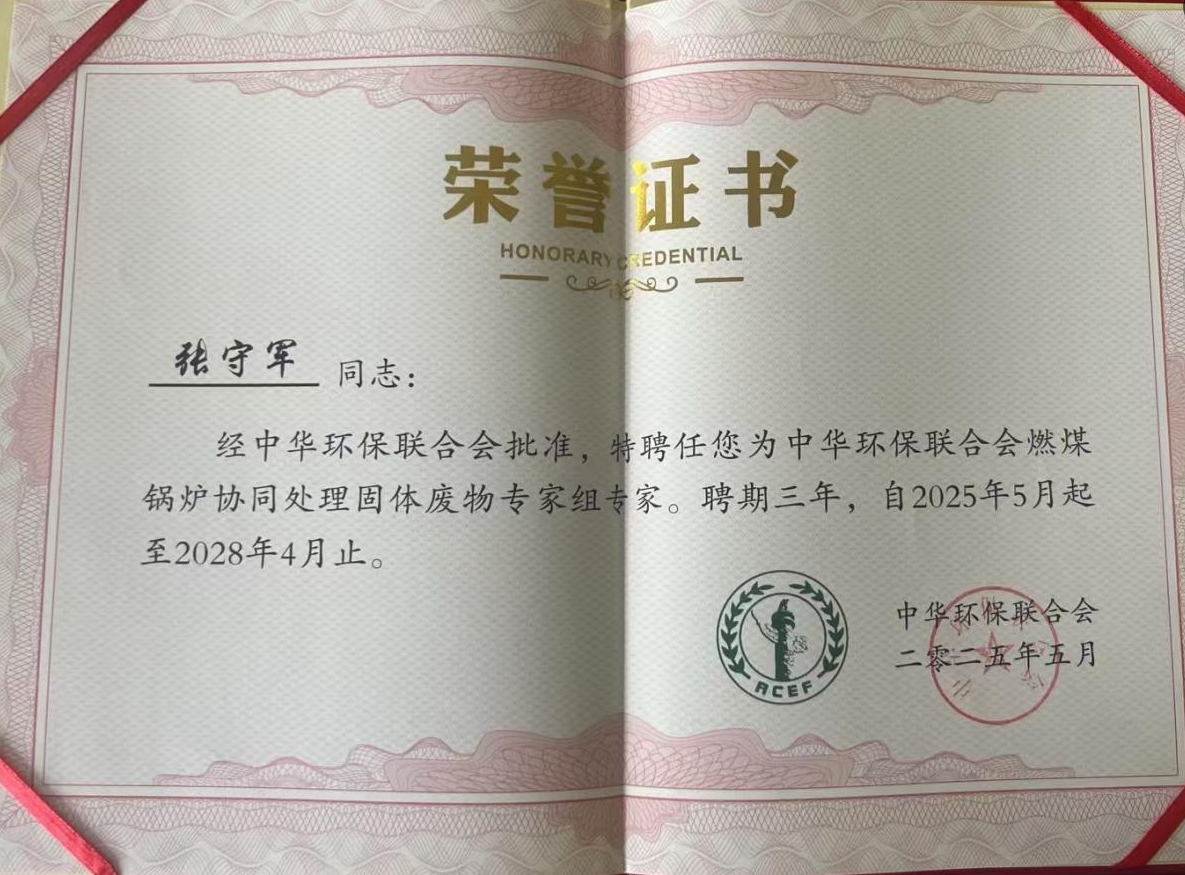 荣誉证书
HONORARY CREDENTIAL
张守军 同志：
经中华环保联合会批准，特聘任您为中华环保联合会燃煤
锅炉协同处理固体废物专家组专家。聘期三年，自2025年5月起
至2028年4月止。
中华环保联合会
二零二五年五月
ACEF